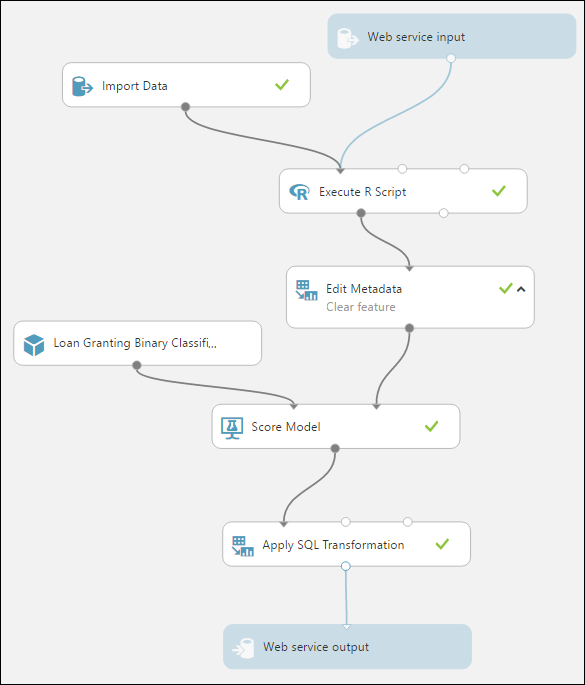 Web service input
Import Data
Execute R Script
Edit Metadata
Clear feature
Loan Granting Binary Classifi...
Score Model
Apply SQL Transformation
Web service output